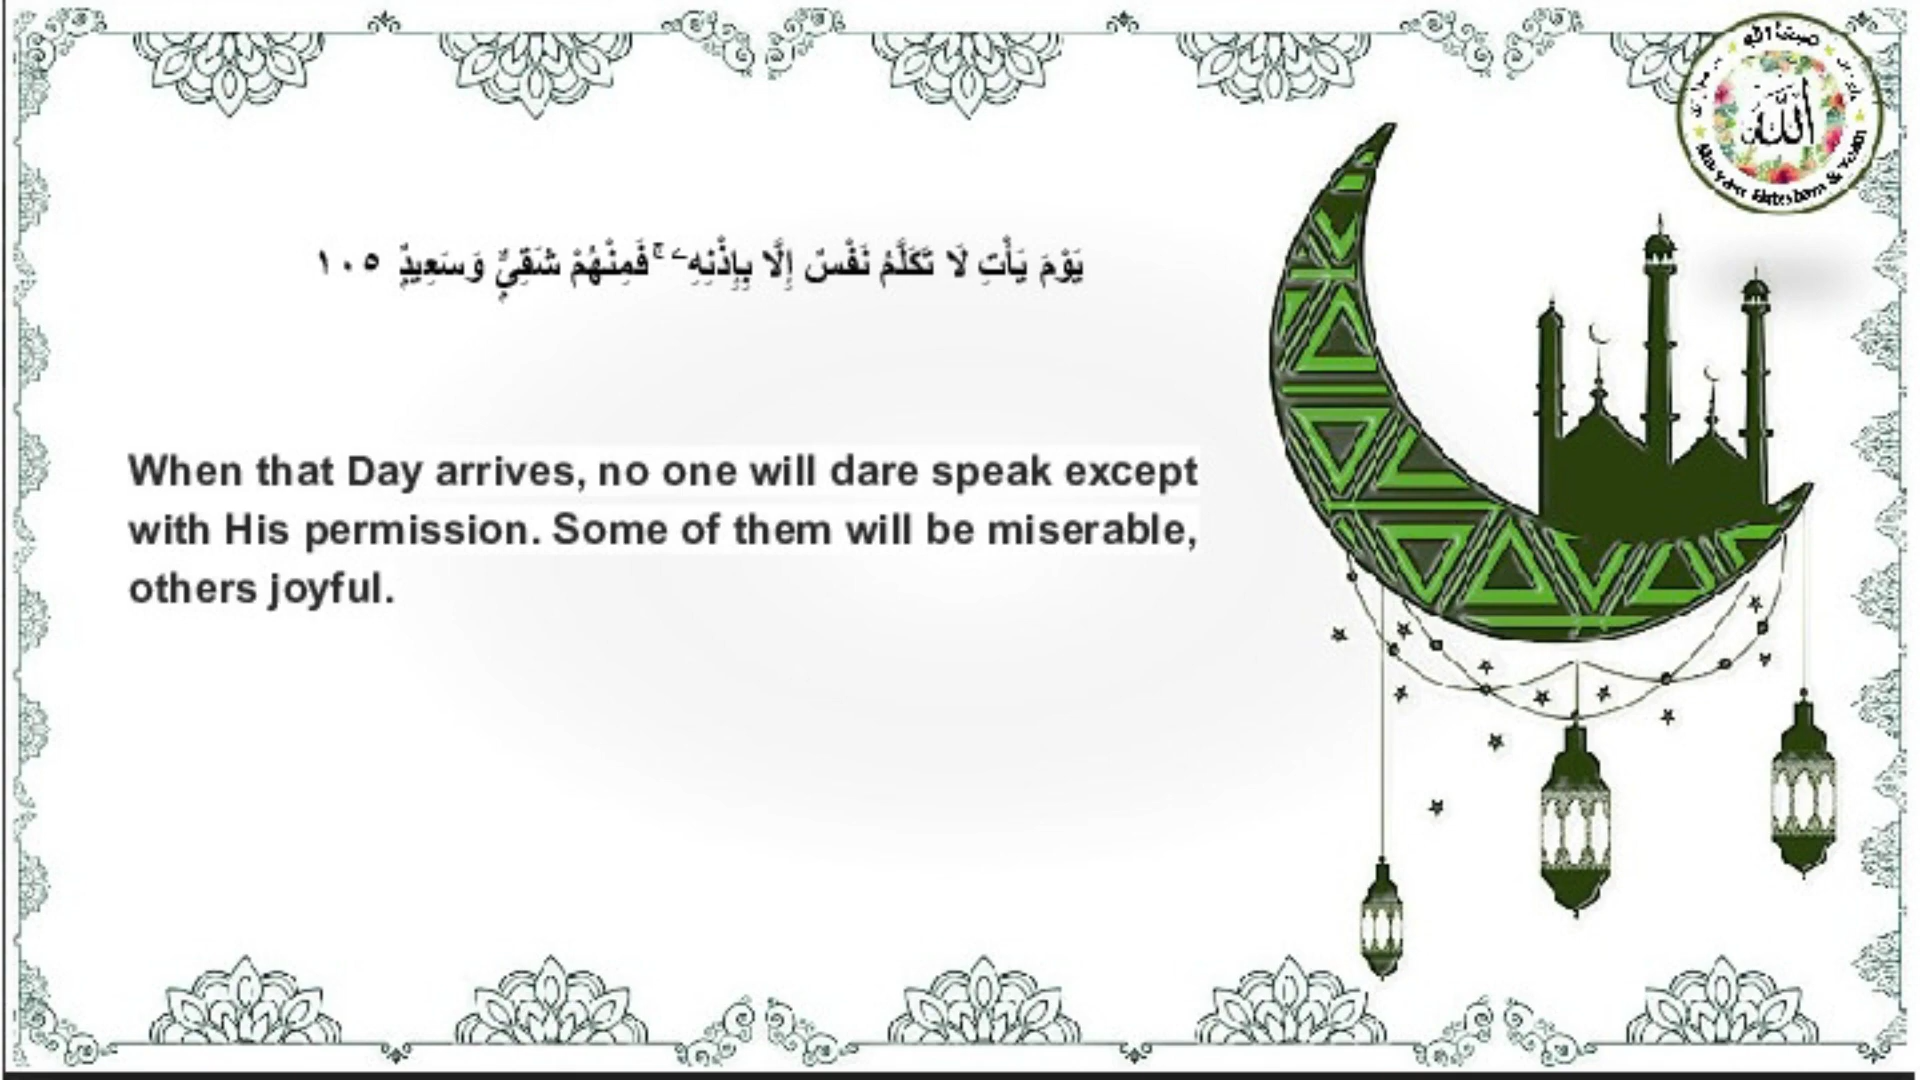 يَوْمَ يَأْتِ لَا تَكَلَّمُ نَفْسٌ إِلَّا بِإِذْنِهِۦ ۚ فَمِنْهُمْ شَقِىٌّ وَسَعِيدٌ ١٠٥
When that Day arrives, no one will dare speak except
with His permission. Some of them will be miserable,
others joyful.
الله